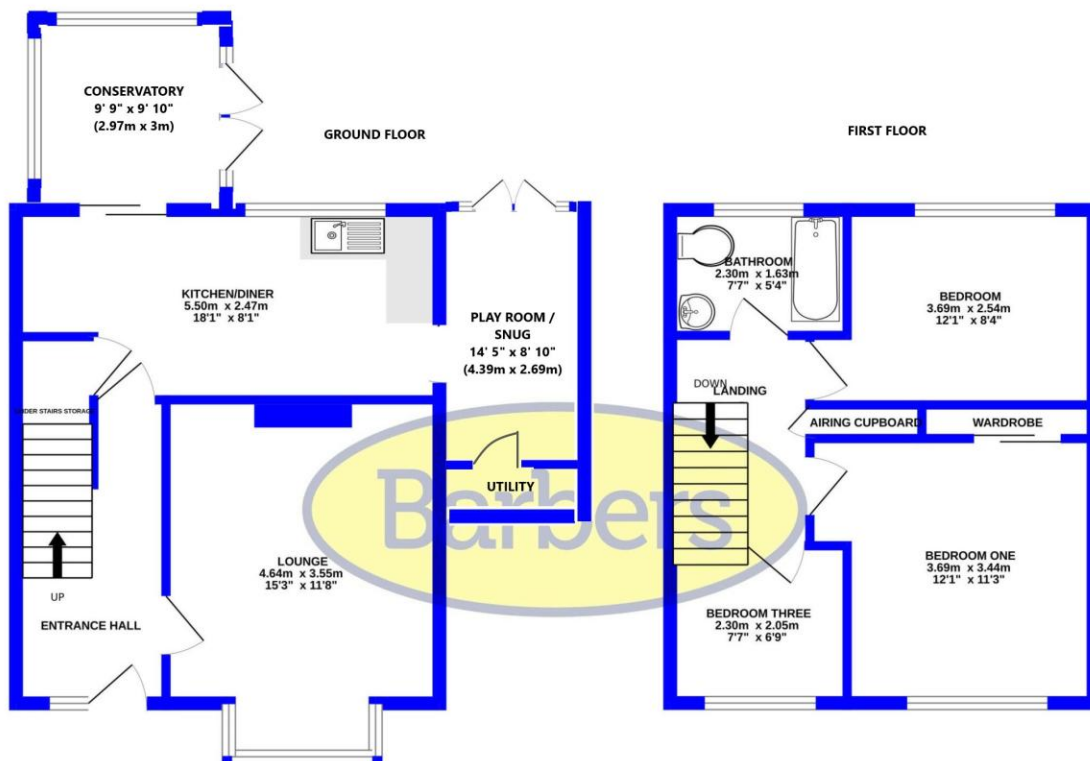 CONSERVATORY
9' 9" x 9' 10"
(2.97m x 3m)
GROUND FLOOR
KITCHEN/DINER
5.50m x 2.47m
18'1" x 8'1"
PLAY ROOM /
SNUG
14' 5" x 8' 10"
(4.39m x 2.69m)
UNDER STAIRS STORAGE
UTILITY
Barbers
LOUNGE
4.64m x 3.55m
15'3" x 11'8"
UP
ENTRANCE HALL
FIRST FLOOR
BATHROOM
2.30m x 1.63m
7'7" x 5'4"
BEDROOM
3.69m x 2.54m
12'1" x 8'4"
DOWN
LANDING
AIRING CUPBOARD
WARDROBE
BEDROOM ONE
3.69m x 3.44m
12'1" x 11'3"
BEDROOM THREE
2.30m x 2.05m
7'7" x 6'9"